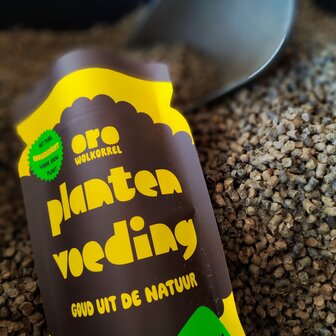 oro
WOLKORREL
planten
voeding
GOUD UIT DE NATUUR